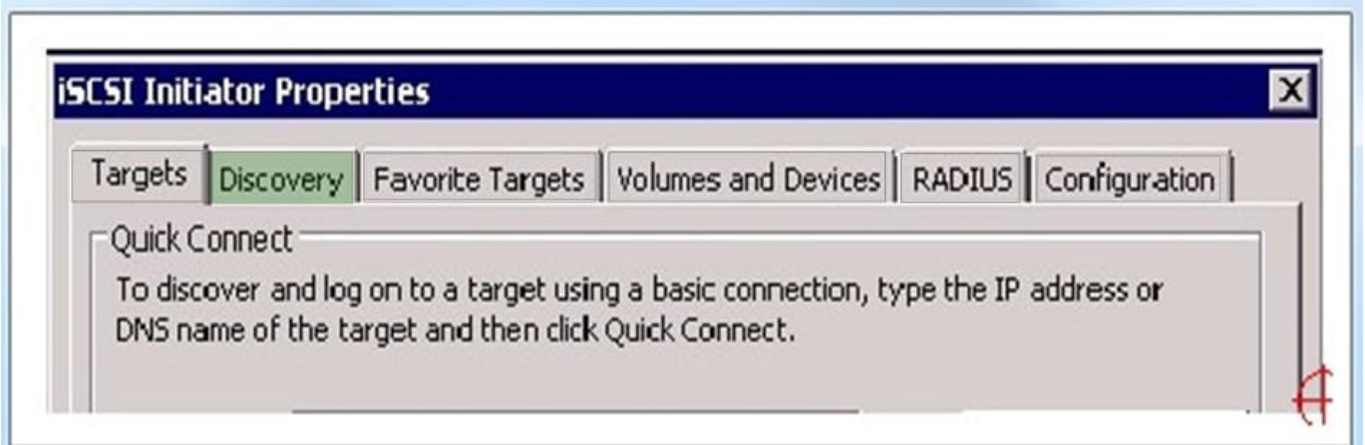 iSCSI Initiator Properties
Targets Discovery Favorite Targets Volumes and Devices RADIUS Configuration
Quick Connect
To discover and log on to a target using a basic connection, type the IP address or
DNS name of the target and then click Quick Connect.